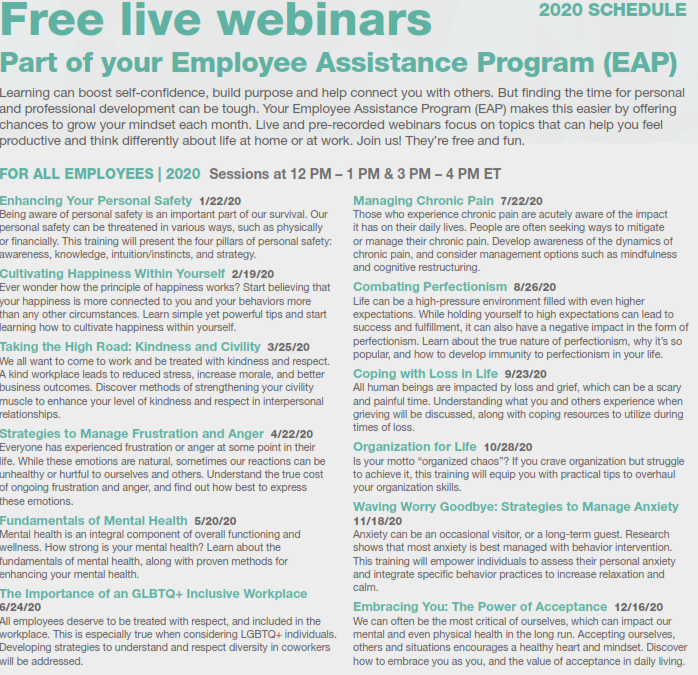 Free live webinars
2020 SCHEDULE
Part of your Employee Assistance Program (EAP)
Learning can boost self-confidence, build purpose and help connect you with others. But finding the time for personal
and professional development can be tough. Your Employee Assistance Program (EAP) makes this easier by offering
chances to grow your mindset each month. Live and pre-recorded webinars focus on topics that can help you feel
productive and think differently about life at home or at work. Join us! They're free and fun.
FOR ALL EMPLOYEES | 2020 Sessions at 12 PM – 1 PM & 3 PM – 4 PM ET
Enhancing Your Personal Safety 1/22/20
Being aware of personal safety is an important part of our survival. Our
personal safety can be threatened in various ways, such as physically
or financially. This training will present the four pillars of personal safety:
awareness, knowledge, intuition/instincts, and strategy.
Cultivating Happiness Within Yourself 2/19/20
Ever wonder how the principle of happiness works? Start believing that
your happiness is more connected to you and your behaviors more
than any other circumstances. Learn simple yet powerful tips and start
learning how to cultivate happiness within yourself.
Taking the High Road: Kindness and Civility 3/25/20
We all want to come to work and be treated with kindness and respect.
A kind workplace leads to reduced stress, increase morale, and better
business outcomes. Discover methods of strengthening your civility
muscle to enhance your level of kindness and respect in interpersonal
relationships.
Strategies to Manage Frustration and Anger 4/22/20
Everyone has experienced frustration or anger at some point in their
life. While these emotions are natural, sometimes our reactions can be
unhealthy or hurtful to ourselves and others. Understand the true cost
of ongoing frustration and anger, and find out how best to express
these emotions.
Fundamentals of Mental Health 5/20/20
Mental health is an integral component of overall functioning and
wellness. How strong is your mental health? Learn about the
fundamentals of mental health, along with proven methods for
enhancing your mental health.
The Importance of an GLBTQ+ Inclusive Workplace
6/24/20
All employees deserve to be treated with respect, and included in the
workplace. This is especially true when considering LGBTQ+ individuals.
Developing strategies to understand and respect diversity in coworkers
will be addressed.
Managing Chronic Pain 7/22/20
Those who experience chronic pain are acutely aware of the impact
it has on their daily lives. People are often seeking ways to mitigate
or manage their chronic pain. Develop awareness of the dynamics of
chronic pain, and consider management options such as mindfulness
and cognitive restructuring.
Combating Perfectionism 8/26/20
Life can be a high-pressure environment filled with even higher
expectations. While holding yourself to high expectations can lead to
success and fulfillment, it can also have a negative impact in the form of
perfectionism. Learn about the true nature of perfectionism, why it's so
popular, and how to develop immunity to perfectionism in your life.
Coping with Loss in Life 9/23/20
All human beings are impacted by loss and grief, which can be a scary
and painful time. Understanding what you and others experience when
grieving will be discussed, along with coping resources to utilize during
times of loss.
Organization for Life 10/28/20
Is your motto “organized chaos”? If you crave organization but struggle
to achieve it, this training will equip you with practical tips to overhaul
your organization skills.
Waving Worry Goodbye: Strategies to Manage Anxiety
11/18/20
Anxiety can be an occasional visitor, or a long-term guest. Research
shows that most anxiety is best managed with behavior intervention.
This training will empower individuals to assess their personal anxiety
and integrate specific behavior practices to increase relaxation and
calm.
Embracing You: The Power of Acceptance 12/16/20
We can often be the most critical of ourselves, which can impact our
mental and even physical health in the long run. Accepting ourselves,
others and situations encourages a healthy heart and mindset. Discover
how to embrace you as you, and the value of acceptance in daily living.